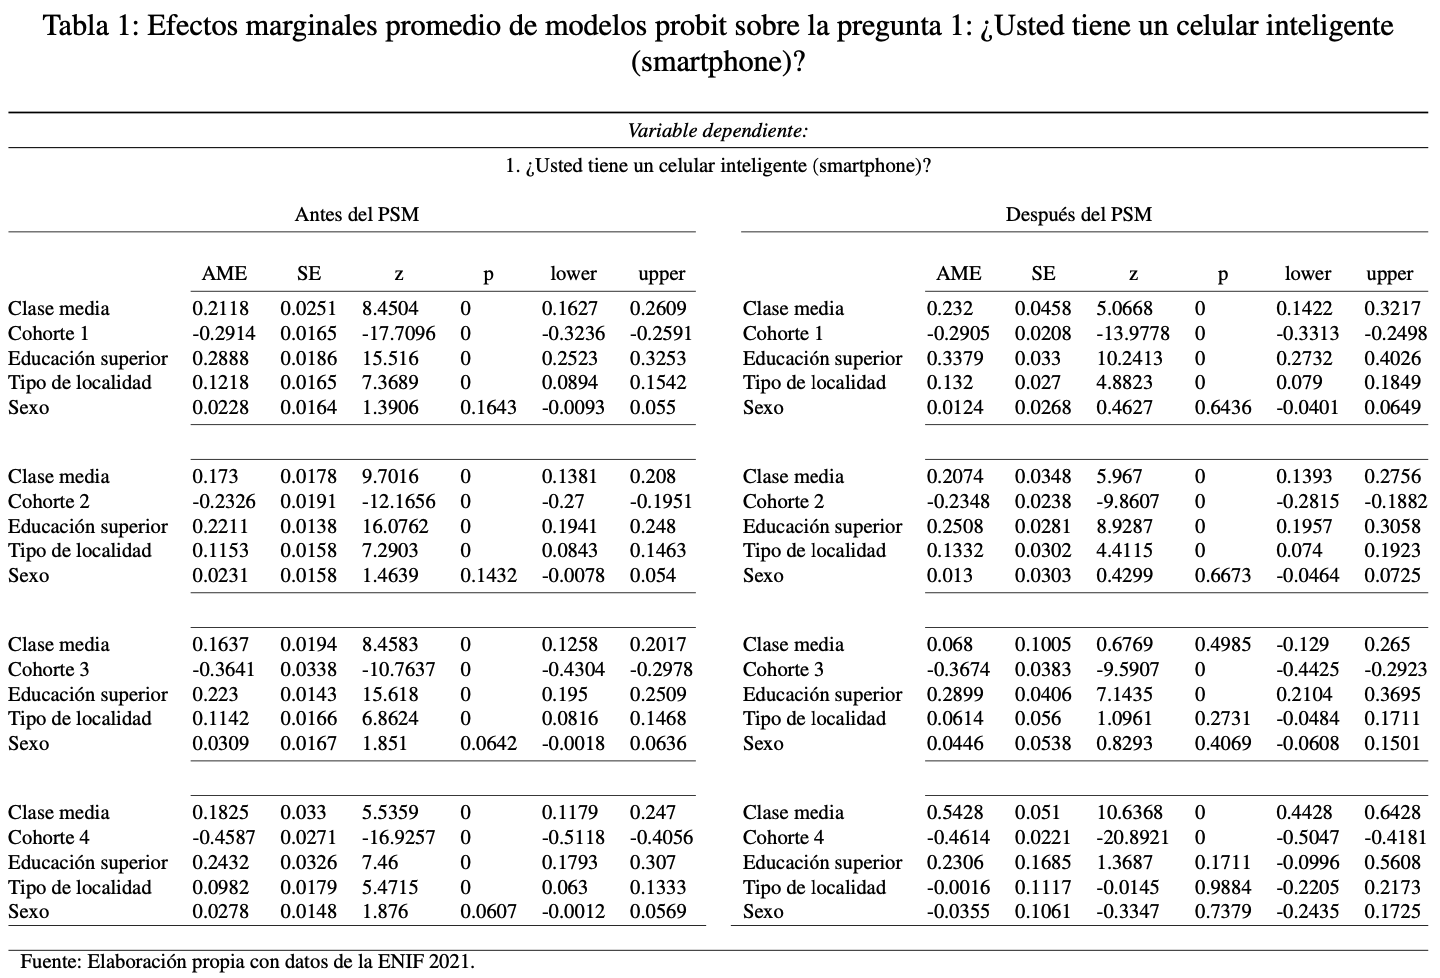 Tabla 1: Efectos marginales promedio de modelos probit sobre la pregunta 1: ¿Usted tiene un celular inteligente
(smartphone)?
Variable dependiente:
1. ¿Usted tiene un celular inteligente (smartphone)?
Antes del PSM Después del PSM
AME SE z p lower upper AME SE z p lower upper
Clase media 0.2118 0.0251 8.4504 0 0.1627 0.2609 Clase media 0.232 0.0458 5.0668 0 0.1422 0.3217
Cohorte 1 -0.2914 0.0165 -17.7096 0 -0.3236 -0.2591 Cohorte 1 -0.2905 0.0208 -13.9778 0 -0.3313 -0.2498
Educación superior 0.2888 0.0186 15.516 0 0.2523 0.3253 Educación superior 0.3379 0.033 10.2413 0 0.2732 0.4026
Tipo de localidad 0.1218 0.0165 7.3689 0 0.0894 0.1542 Tipo de localidad 0.132 0.027 4.8823 0 0.079 0.1849
Sexo 0.0228 0.0164 1.3906 0.1643 -0.0093 0.055 Sexo 0.0124 0.0268 0.4627 0.6436 -0.0401 0.0649
Clase media 0.173 0.0178 9.7016 0 0.1381 0.208 Clase media 0.2074 0.0348 5.967 0 0.1393 0.2756
Cohorte 2 -0.2326 0.0191 -12.1656 0 -0.27 -0.1951 Cohorte 2 -0.2348 0.0238 -9.8607 0 -0.2815 -0.1882
Educación superior 0.2211 0.0138 16.0762 0 0.1941 0.248 Educación superior 0.2508 0.0281 8.9287 0 0.1957 0.3058
Tipo de localidad 0.1153 0.0158 7.2903 0 0.0843 0.1463 Tipo de localidad 0.1332 0.0302 4.4115 0 0.074 0.1923
Sexo 0.0231 0.0158 1.4639 0.1432 -0.0078 0.054 Sexo 0.013 0.0303 0.4299 0.6673 -0.0464 0.0725
Clase media 0.1637 0.0194 8.4583 0 0.1258 0.2017 Clase media 0.068 0.1005 0.6769 0.4985 -0.129 0.265
Cohorte 3 -0.3641 0.0338 -10.7637 0 -0.4304 -0.2978 Cohorte 3 -0.3674 0.0383 -9.5907 0 -0.4425 -0.2923
Educación superior 0.223 0.0143 15.618 0 0.195 0.2509 Educación superior 0.2899 0.0406 7.1435 0 0.2104 0.3695
Tipo de localidad 0.1142 0.0166 6.8624 0 0.0816 0.1468 Tipo de localidad 0.0614 0.056 1.0961 0.2731 -0.0484 0.1711
Sexo 0.0309 0.0167 1.851 0.0642 -0.0018 0.0636 Sexo 0.0446 0.0538 0.8293 0.4069 -0.0608 0.1501
Clase media 0.1825 0.033 5.5359 0 0.1179 0.247 Clase media 0.5428 0.051 10.6368 0 0.4428 0.6428
Cohorte 4 -0.4587 0.0271 -16.9257 0 -0.5118 -0.4056 Cohorte 4 -0.4614 0.0221 -20.8921 0 -0.5047 -0.4181
Educación superior 0.2432 0.0326 7.46 0 0.1793 0.307 Educación superior 0.2306 0.1685 1.3687 0.1711 -0.0996 0.5608
Tipo de localidad 0.0982 0.0179 5.4715 0 0.063 0.1333 Tipo de localidad -0.0016 0.1117 -0.0145 0.9884 -0.2205 0.2173
Sexo 0.0278 0.0148 1.876 0.0607 -0.0012 0.0569 Sexo -0.0355 0.1061 -0.3347 0.7379 -0.2435 0.1725
Fuente: Elaboración propia con datos de la ENIF 2021.